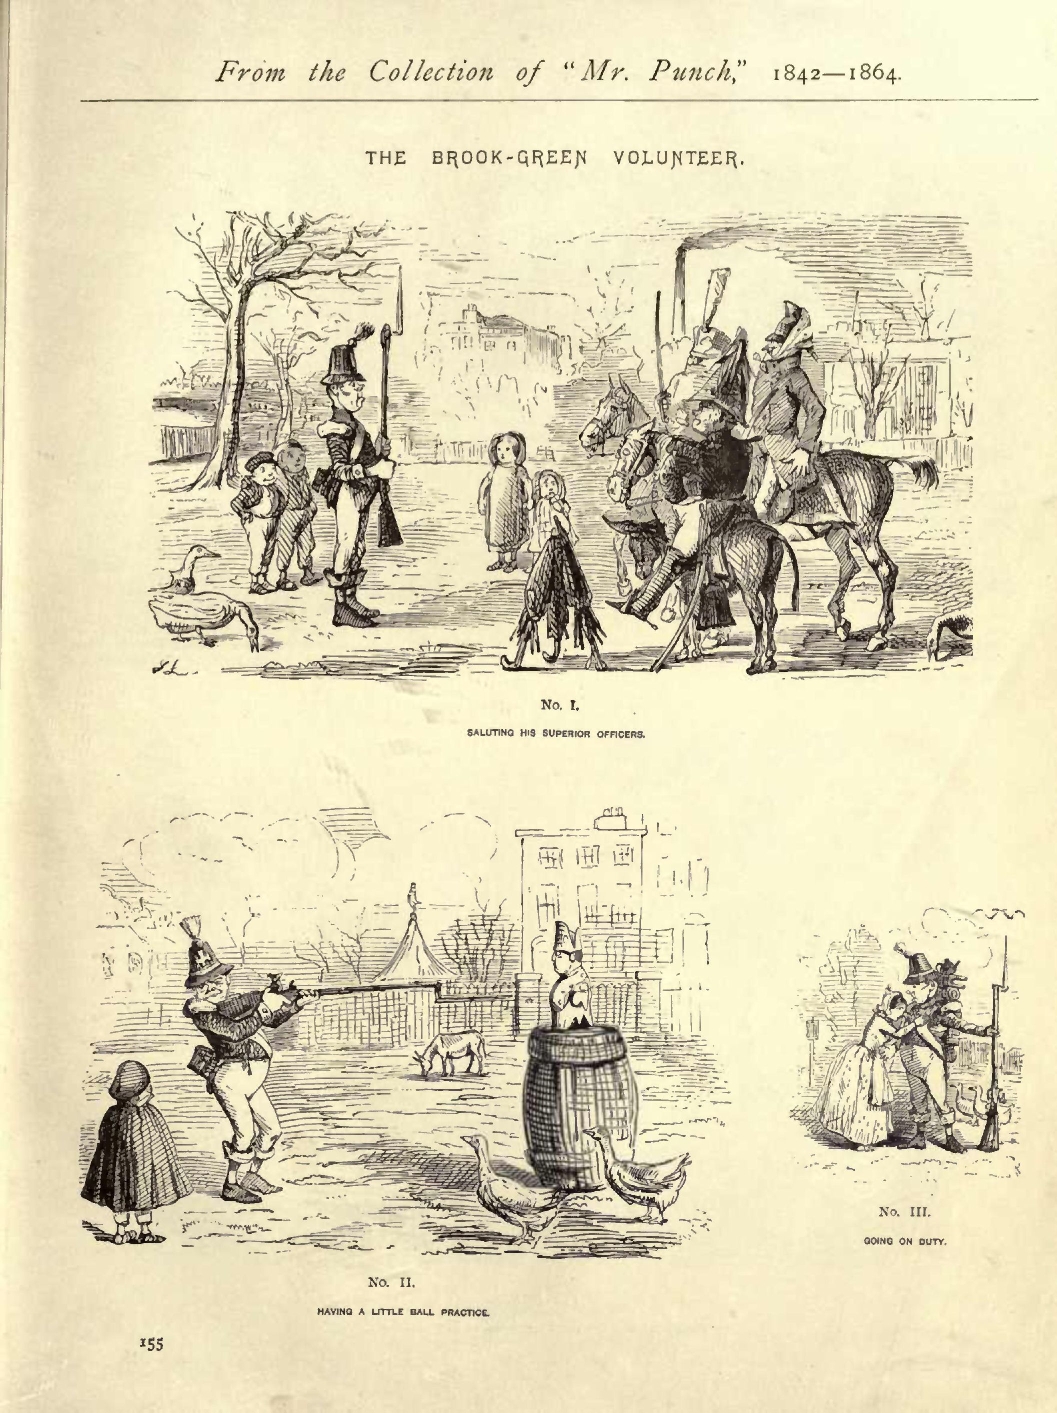 From the Collection of "Mr. Punch," 1842—1864.
THE BROOK-GREEN VOLUNTEER.
No. I.
SALUTING HIS SUPERIOR OFFICERS.
No. II.
HAVING A LITTLE BALL PRACTICE.
No. III.
GOING ON DUTY.
155